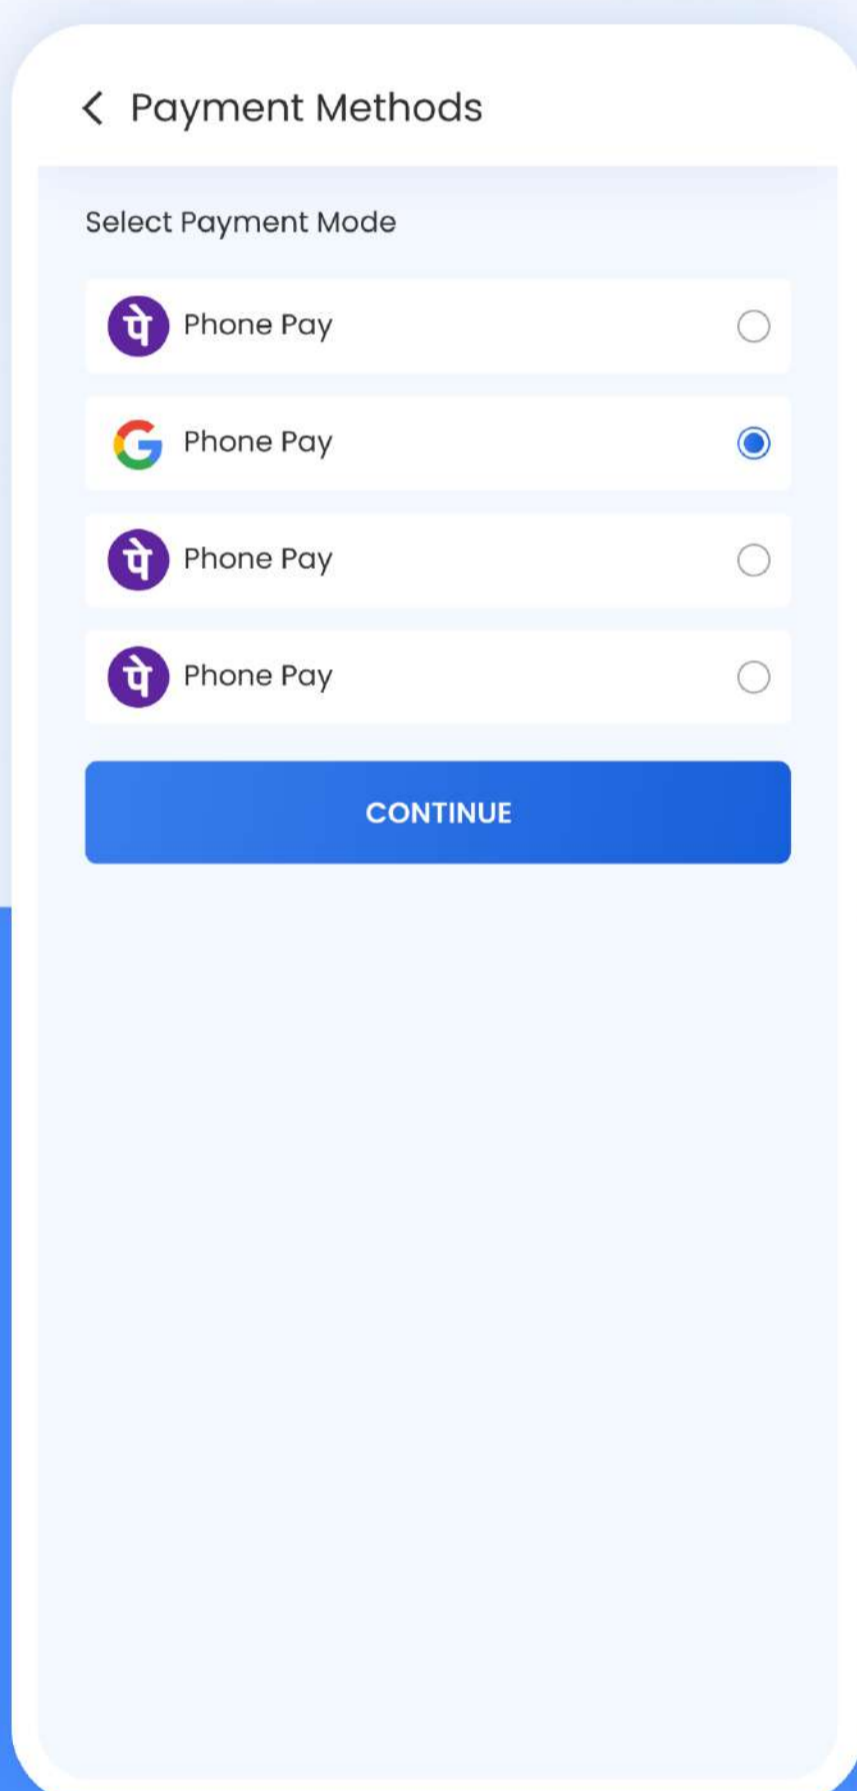 Payment Methods
Select Payment Mode
पे Phone Pay
G Phone Pay
पे Phone Pay
पे Phone Pay
CONTINUE